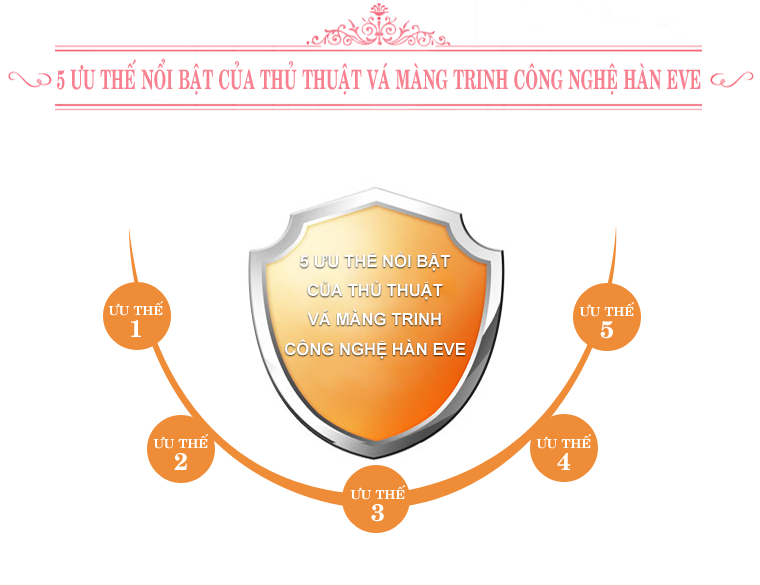 5 ƯU THẾ NỔI BẬT CỦA THỦ THUẬT VÁ MÀNG TRINH CÔNG NGHỆ HÀN EVE
5 ƯU THẾ NỔI BẬT
CỦA THỦ THUẬT
VÁ MÀNG TRINH
CÔNG NGHỆ HÀN EVE
ƯU THẾ
1
ƯU THẾ
2
ƯU THẾ
3
ƯU THẾ
4
ƯU THẾ
5